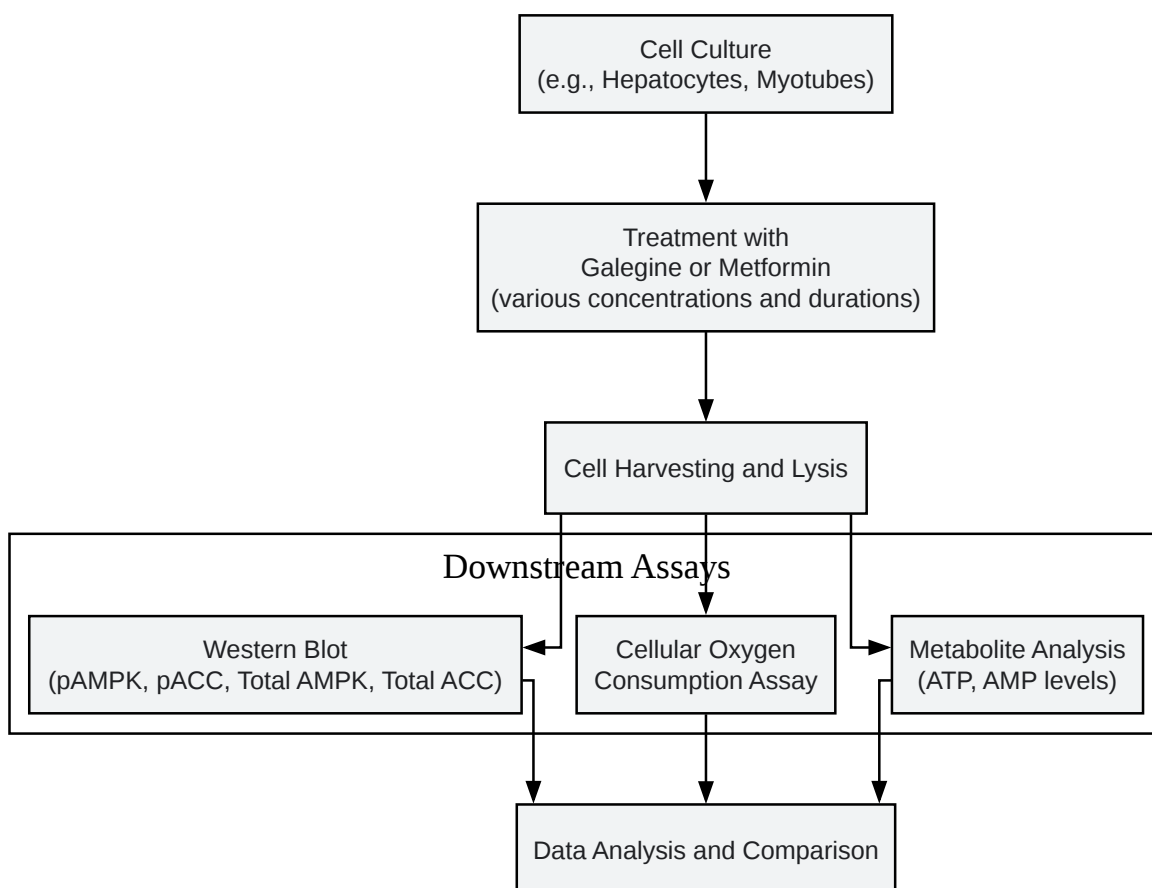 Cell Culture
(e.g., Hepatocytes, Myotubes)
Treatment with
Galegine or Metformin
(various concentrations and durations)
Cell Harvesting and Lysis
Downstream Assays
Western Blot
(pAMPK, pACC, Total AMPK, Total ACC)
Cellular Oxygen
Consumption Assay
Metabolite Analysis
(ATP, AMP levels)
Data Analysis and Comparison